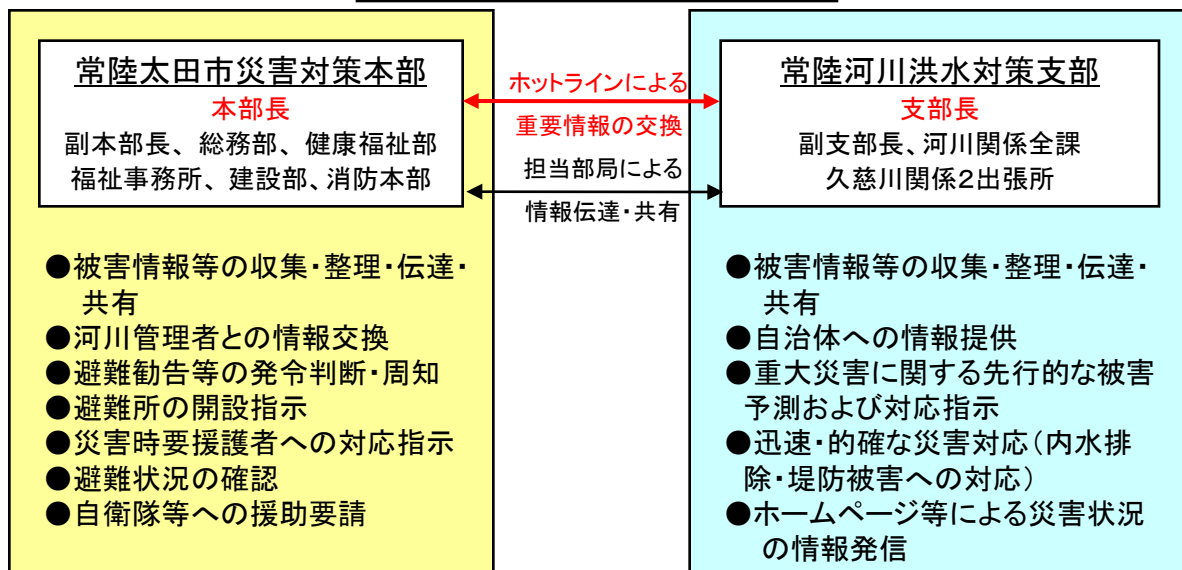 常陸太田市災害対策本部
本部長
副本部長、総務部、健康福祉部
福祉事務所、建設部、消防本部
●被害情報等の収集・整理・伝達・
共有
●河川管理者との情報交換
●避難勧告等の発令判断・周知
●避難所の開設指示
●災害時要援護者への対応指示
●避難状況の確認
●自衛隊等への援助要請
ホットラインによる
重要情報の交換
担当部局による
情報伝達・共有
常陸河川洪水対策支部
支部長
副支部長、河川関係全課
久慈川関係2出張所
●被害情報等の収集・整理・伝達・
共有
●自治体への情報提供
●重大災害に関する先行的な被害
予測および対応指示
●迅速・的確な災害対応(内水排
除・堤防被害への対応)
●ホームページ等による災害状況
の情報発信